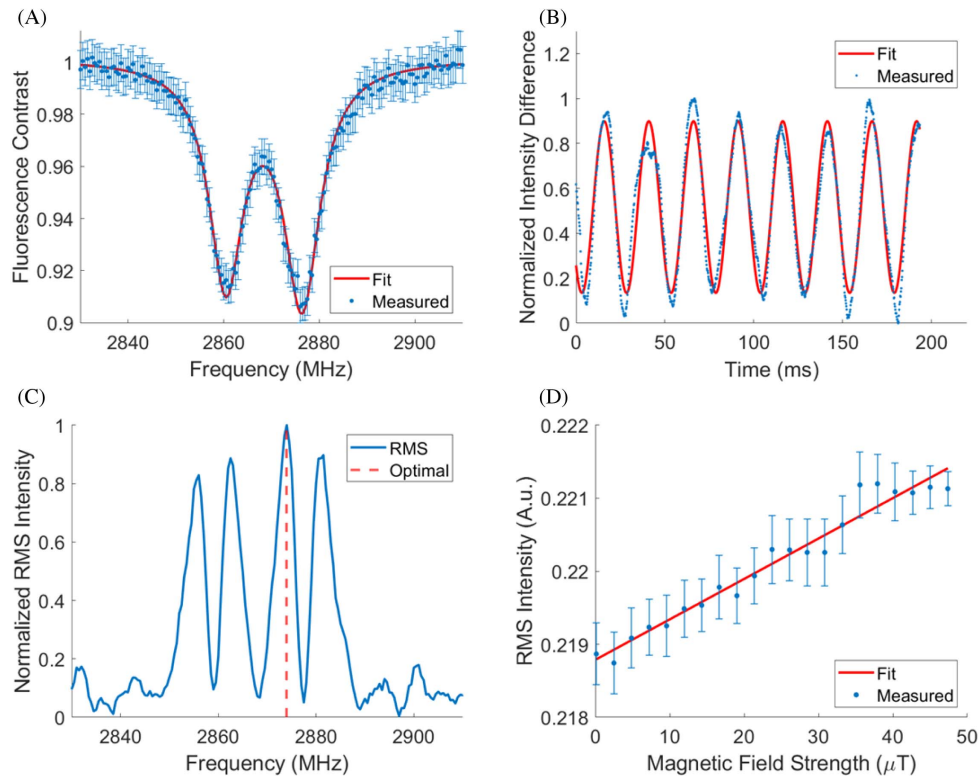 (A)
Fluorescence Contrast
1
0.98
0.96
0.94
0.92
0.9
Fit
Measured
2840 2860 2880 2900
Frequency (MHz)
(B)
Normalized Intensity Difference
1.2
1
0.8
0.6
0.4
0.2
0
Fit
Measured
0 50 100 150 200
Time (ms)
(C)
Normalized RMS Intensity
1
0.8
0.6
0.4
0.2
0
RMS
Optimal
2840 2860 2880 2900
Frequency (MHz)
(D)
RMS Intensity (A.u.)
0.222
0.221
0.22
0.219
0.218
Fit
Measured
0 10 20 30 40 50
Magnetic Field Strength (μT)